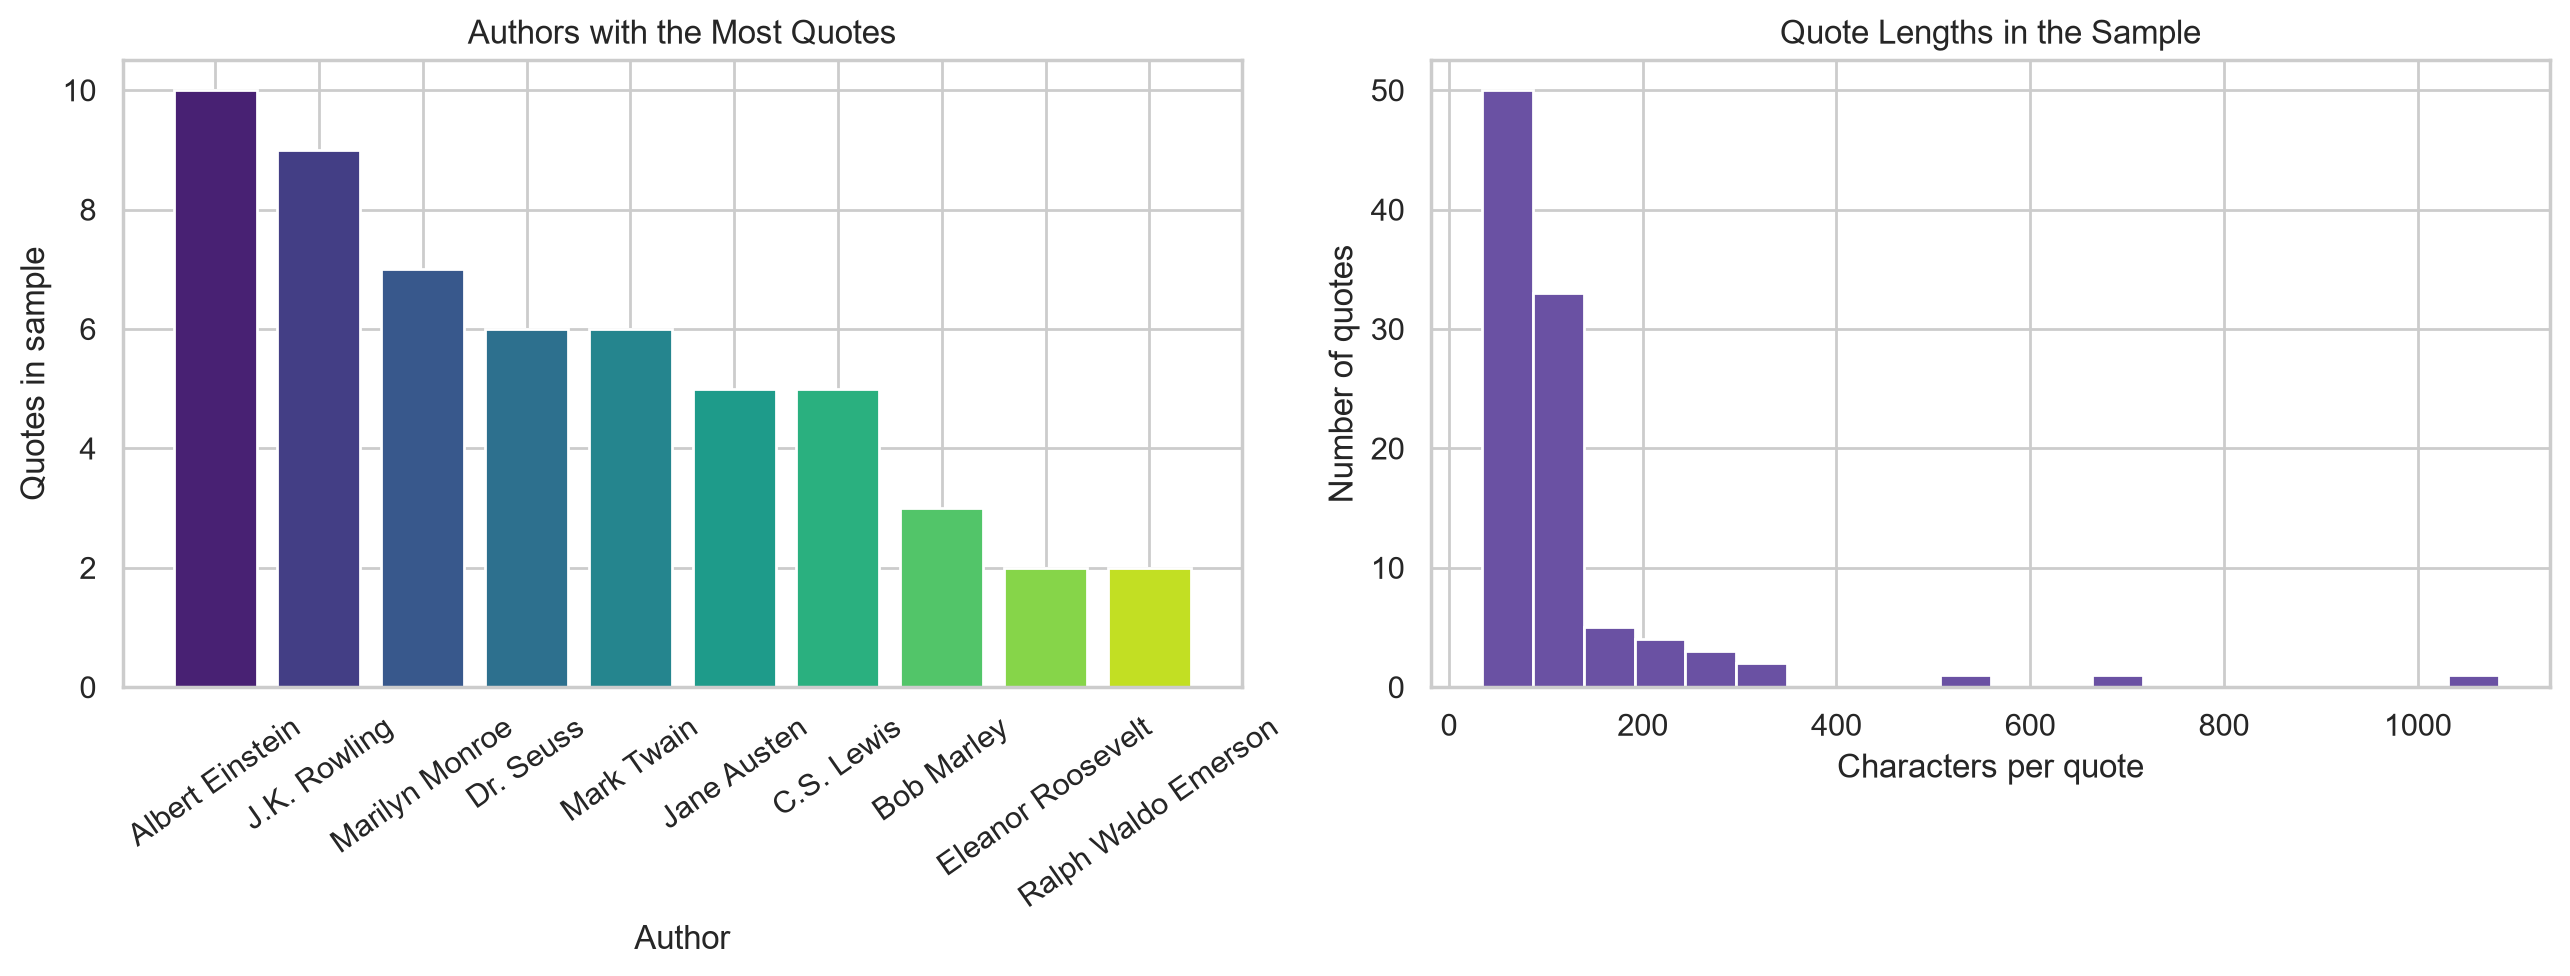 Authors with the Most Quotes
Quotes in sample
10
8
6
4
2
0
Albert Einstein
J.K. Rowling
Marilyn Monroe
Dr. Seuss
Mark Twain
Jane Austen
C.S. Lewis
Bob Marley
Eleanor Roosevelt
Ralph Waldo Emerson
Author
Quote Lengths in the Sample
Number of quotes
50
40
30
20
10
0
0 200 400 600 800 1000
Characters per quote